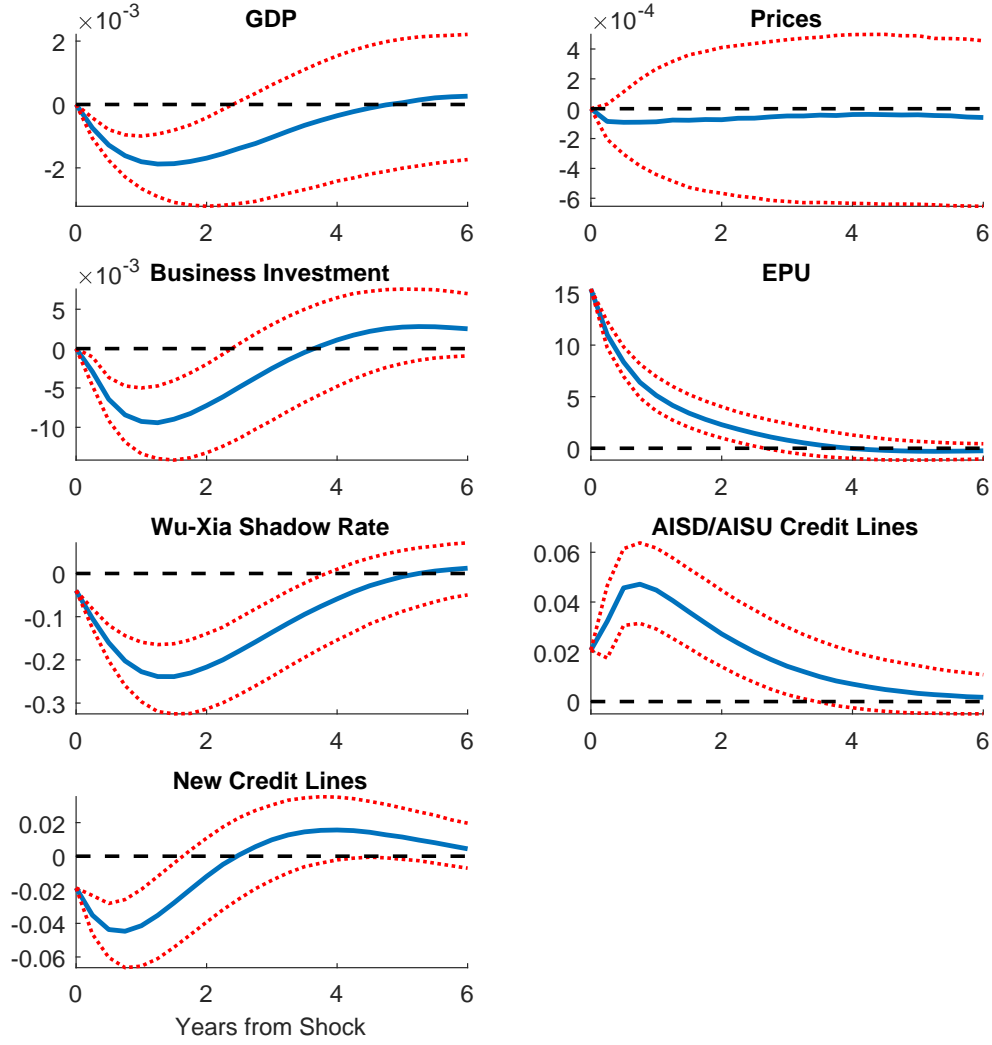 GDP
×10⁻³
2
0
-2
0 2 4 6
Prices
×10⁻⁴
4
2
0
-2
-4
-6
0 2 4 6
Business Investment
×10⁻³
5
0
-5
-10
0 2 4 6
EPU
15
10
5
0
0 2 4 6
Wu-Xia Shadow Rate
0
-0.1
-0.2
-0.3
0 2 4 6
AISD/AISU Credit Lines
0.06
0.04
0.02
0
0 2 4 6
New Credit Lines
0.02
0
-0.02
-0.04
-0.06
0 2 4 6
Years from Shock